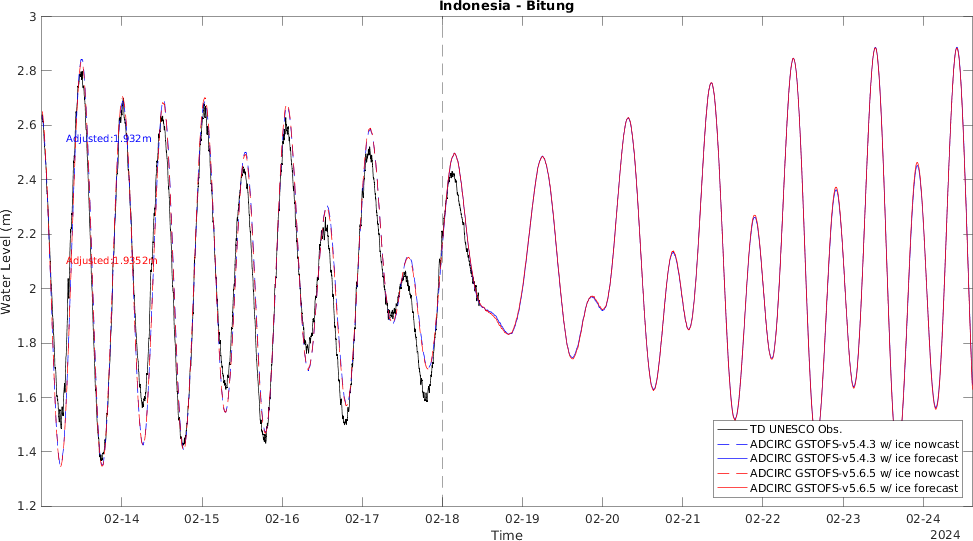 Indonesia - Bitung
3
2.8
2.6
2.4
2.2
2
1.8
1.6
1.4
1.2
Water Level (m)
Adjusted:1.932m
Adjusted:1.9352m
TD UNESCO Obs.
ADCIRC GSTOFS-v5.4.3 w/ ice nowcast
ADCIRC GSTOFS-v5.4.3 w/ ice forecast
ADCIRC GSTOFS-v5.6.5 w/ ice nowcast
ADCIRC GSTOFS-v5.6.5 w/ ice forecast
02-14 02-15 02-16 02-17 02-18 02-19 02-20 02-21 02-22 02-23 02-24
Time
2024